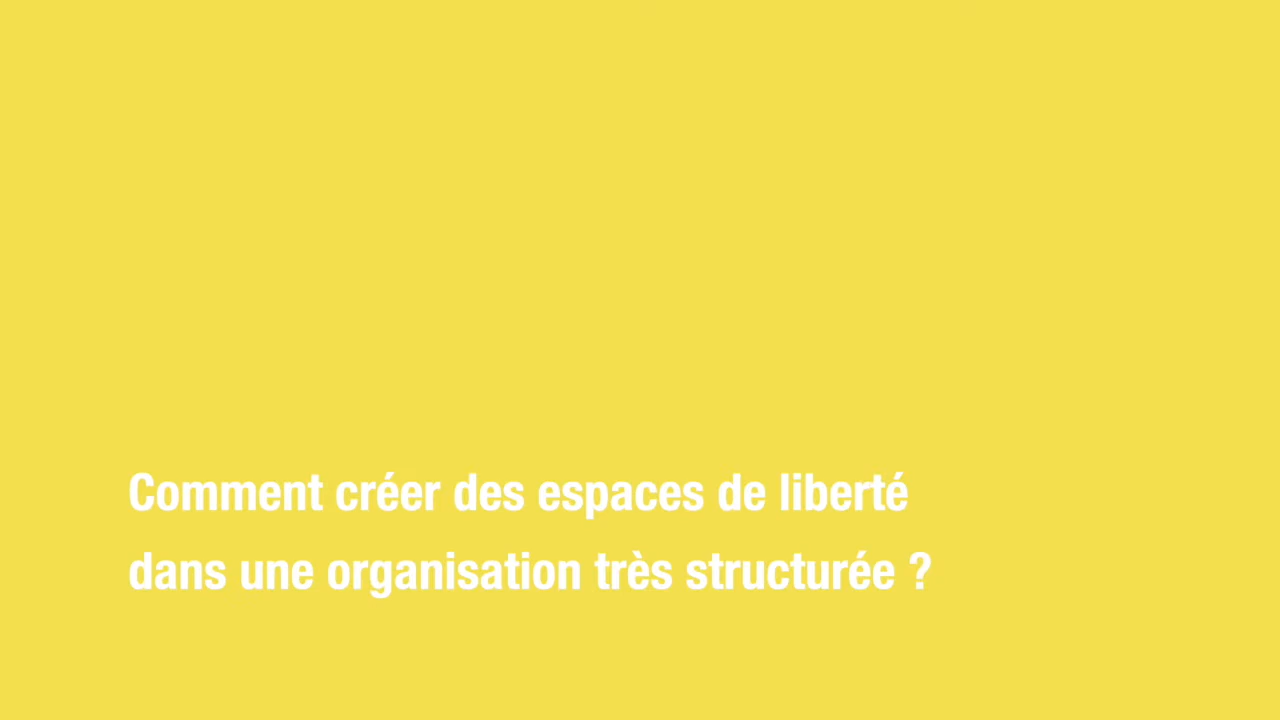 Comment créer des espaces de liberté
dans une organisation très structurée ?